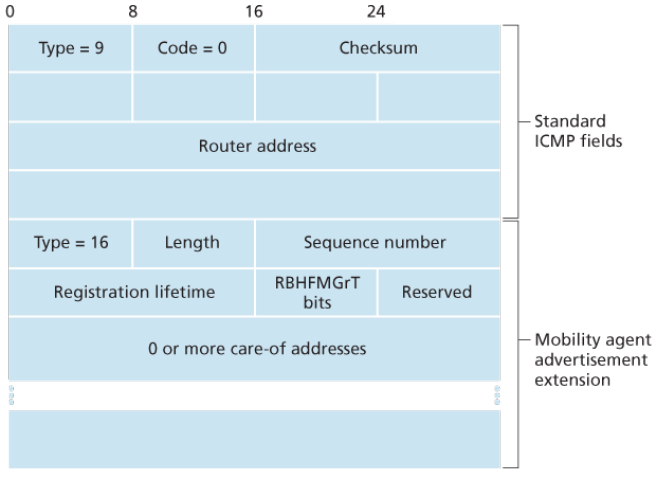 0 8 16 24
Type = 9 Code = 0 Checksum
Standard
ICMP fields
Router address
Type = 16 Length Sequence number
Registration lifetime RBHFMGrT
bits Reserved
0 or more care-of addresses
Mobility agent
advertisement
extension